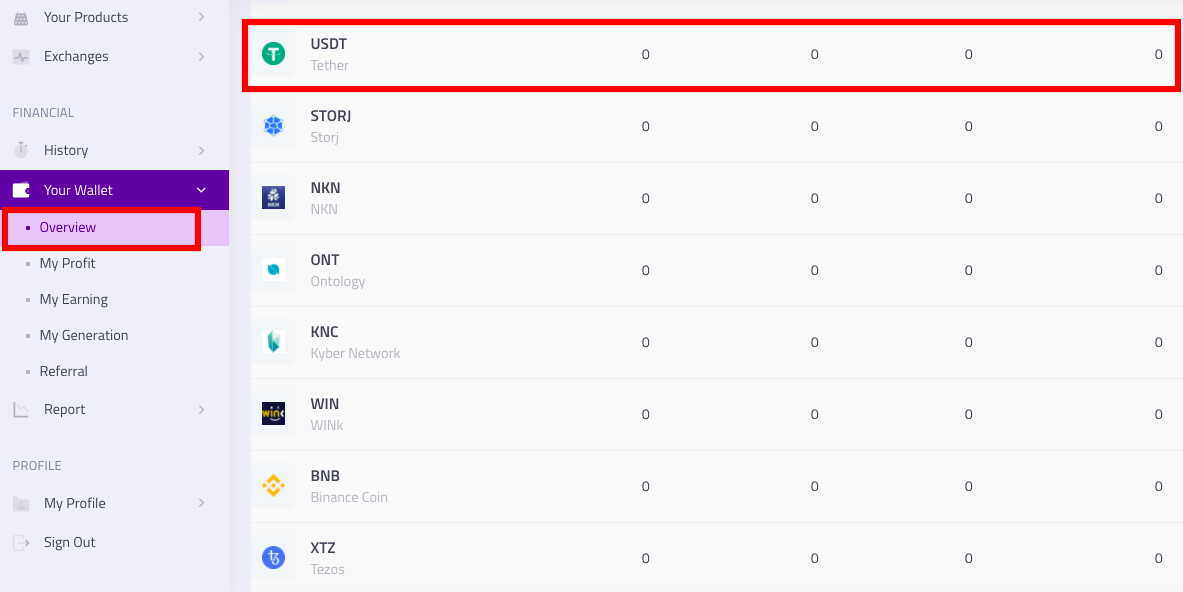 Your Products
Exchanges
FINANCIAL
History
Your Wallet
Overview
My Profit
My Earning
My Generation
Referral
Report
PROFILE
My Profile
Sign Out
USDT
Tether
0 0 0 0
STORJ
Storj
0 0 0 0
NKN
NKN
0 0 0 0
ONT
Ontology
0 0 0 0
KNC
Kyber Network
0 0 0 0
WIN
WINk
0 0 0 0
BNB
Binance Coin
0 0 0 0
XTZ
Tezos
0 0 0 0